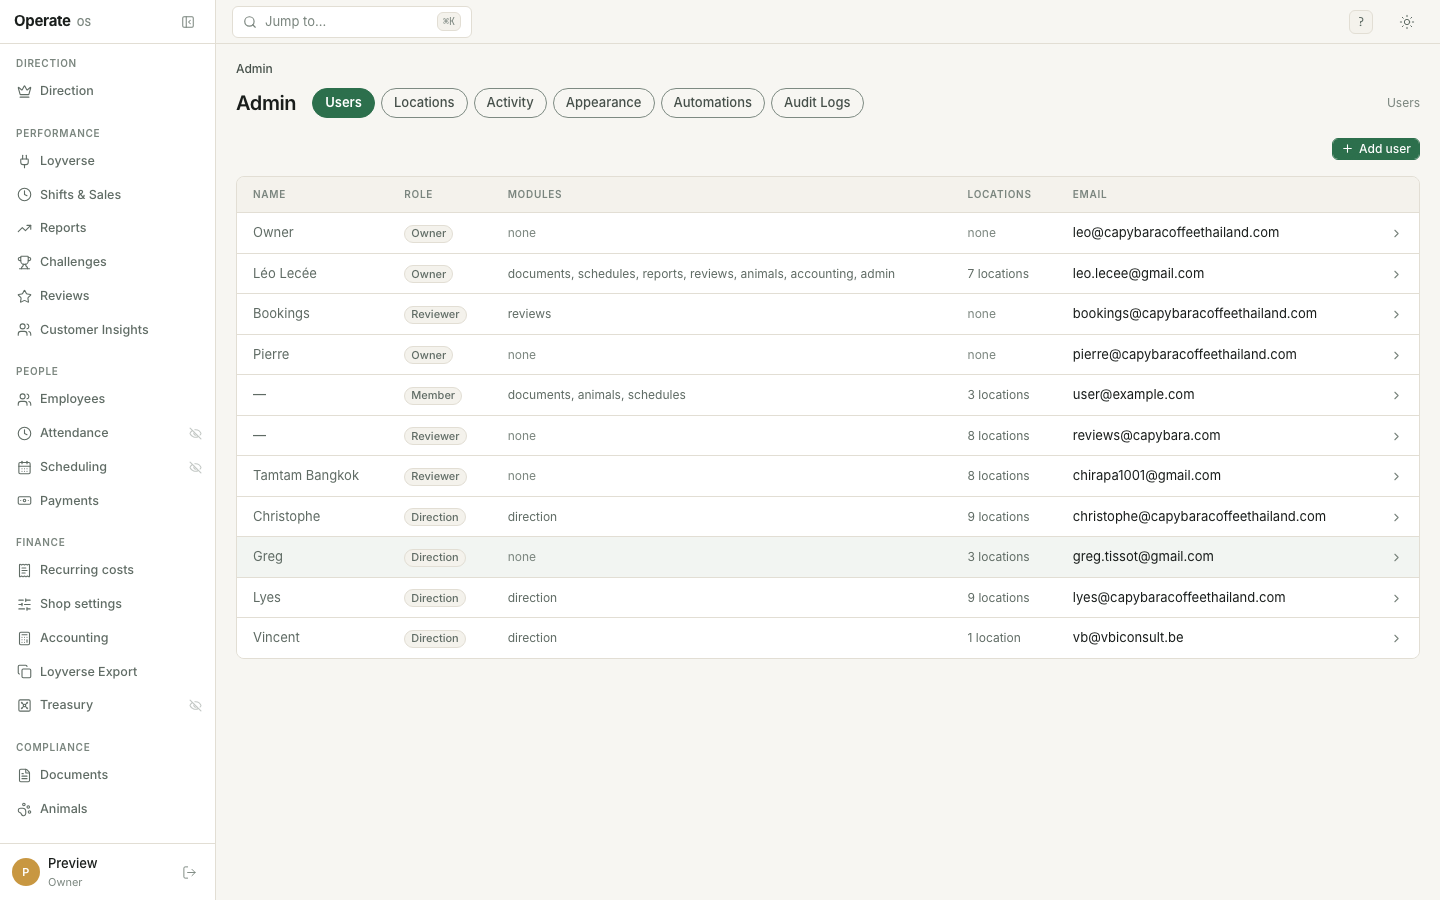 Operate OS
Jump to...
⌘K
?
DIRECTION
Direction
PERFORMANCE
Loyverse
Shifts & Sales
Reports
Challenges
Reviews
Customer Insights
PEOPLE
Employees
Attendance
Scheduling
Payments
FINANCE
Recurring costs
Shop settings
Accounting
Loyverse Export
Treasury
COMPLIANCE
Documents
Animals
P
Preview
Owner
Admin
Admin Users Locations Activity Appearance Automations Audit Logs Users
+ Add user
NAME ROLE MODULES LOCATIONS EMAIL
Owner Owner none none leo@capybaracoffeethailand.com
Léo Lecée Owner documents, schedules, reports, reviews, animals, accounting, admin 7 locations leo.lecee@gmail.com
Bookings Reviewer reviews none bookings@capybaracoffeethailand.com
Pierre Owner none none pierre@capybaracoffeethailand.com
— Member documents, animals, schedules 3 locations user@example.com
— Reviewer none 8 locations reviews@capybara.com
Tamtam Bangkok Reviewer none 8 locations chirapa1001@gmail.com
Christophe Direction direction 9 locations christophe@capybaracoffeethailand.com
Greg Direction none 3 locations greg.tissot@gmail.com
Lyes Direction direction 9 locations lyes@capybaracoffeethailand.com
Vincent Direction direction 1 location vb@vbiconsult.be